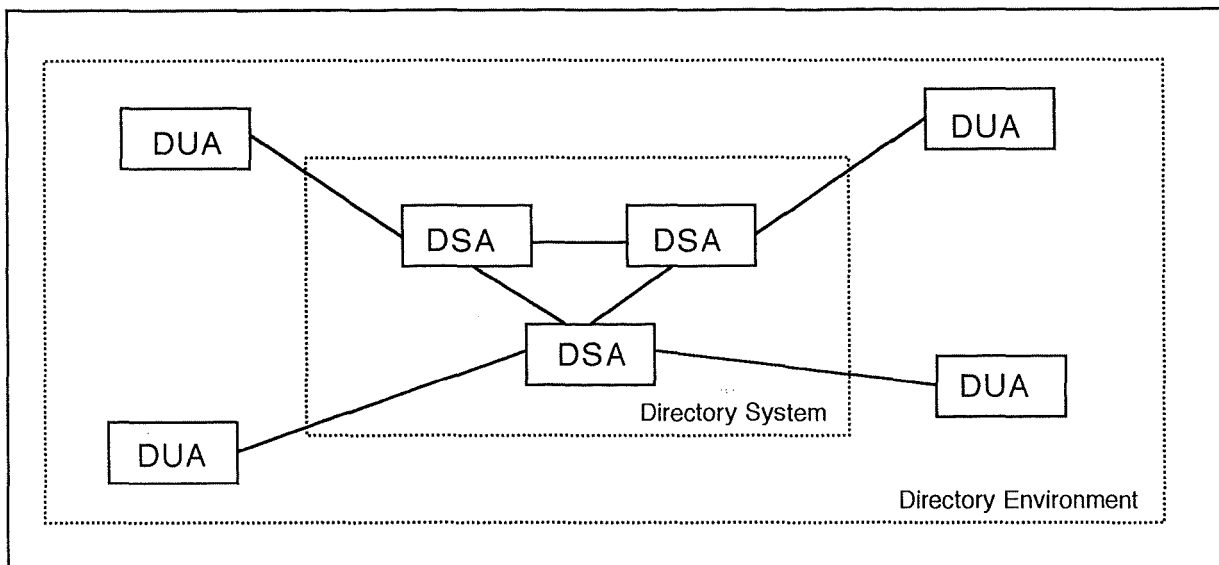 DUA
DUA
DSA
DSA
DSA
DUA
Directory System
DUA
Directory Environment